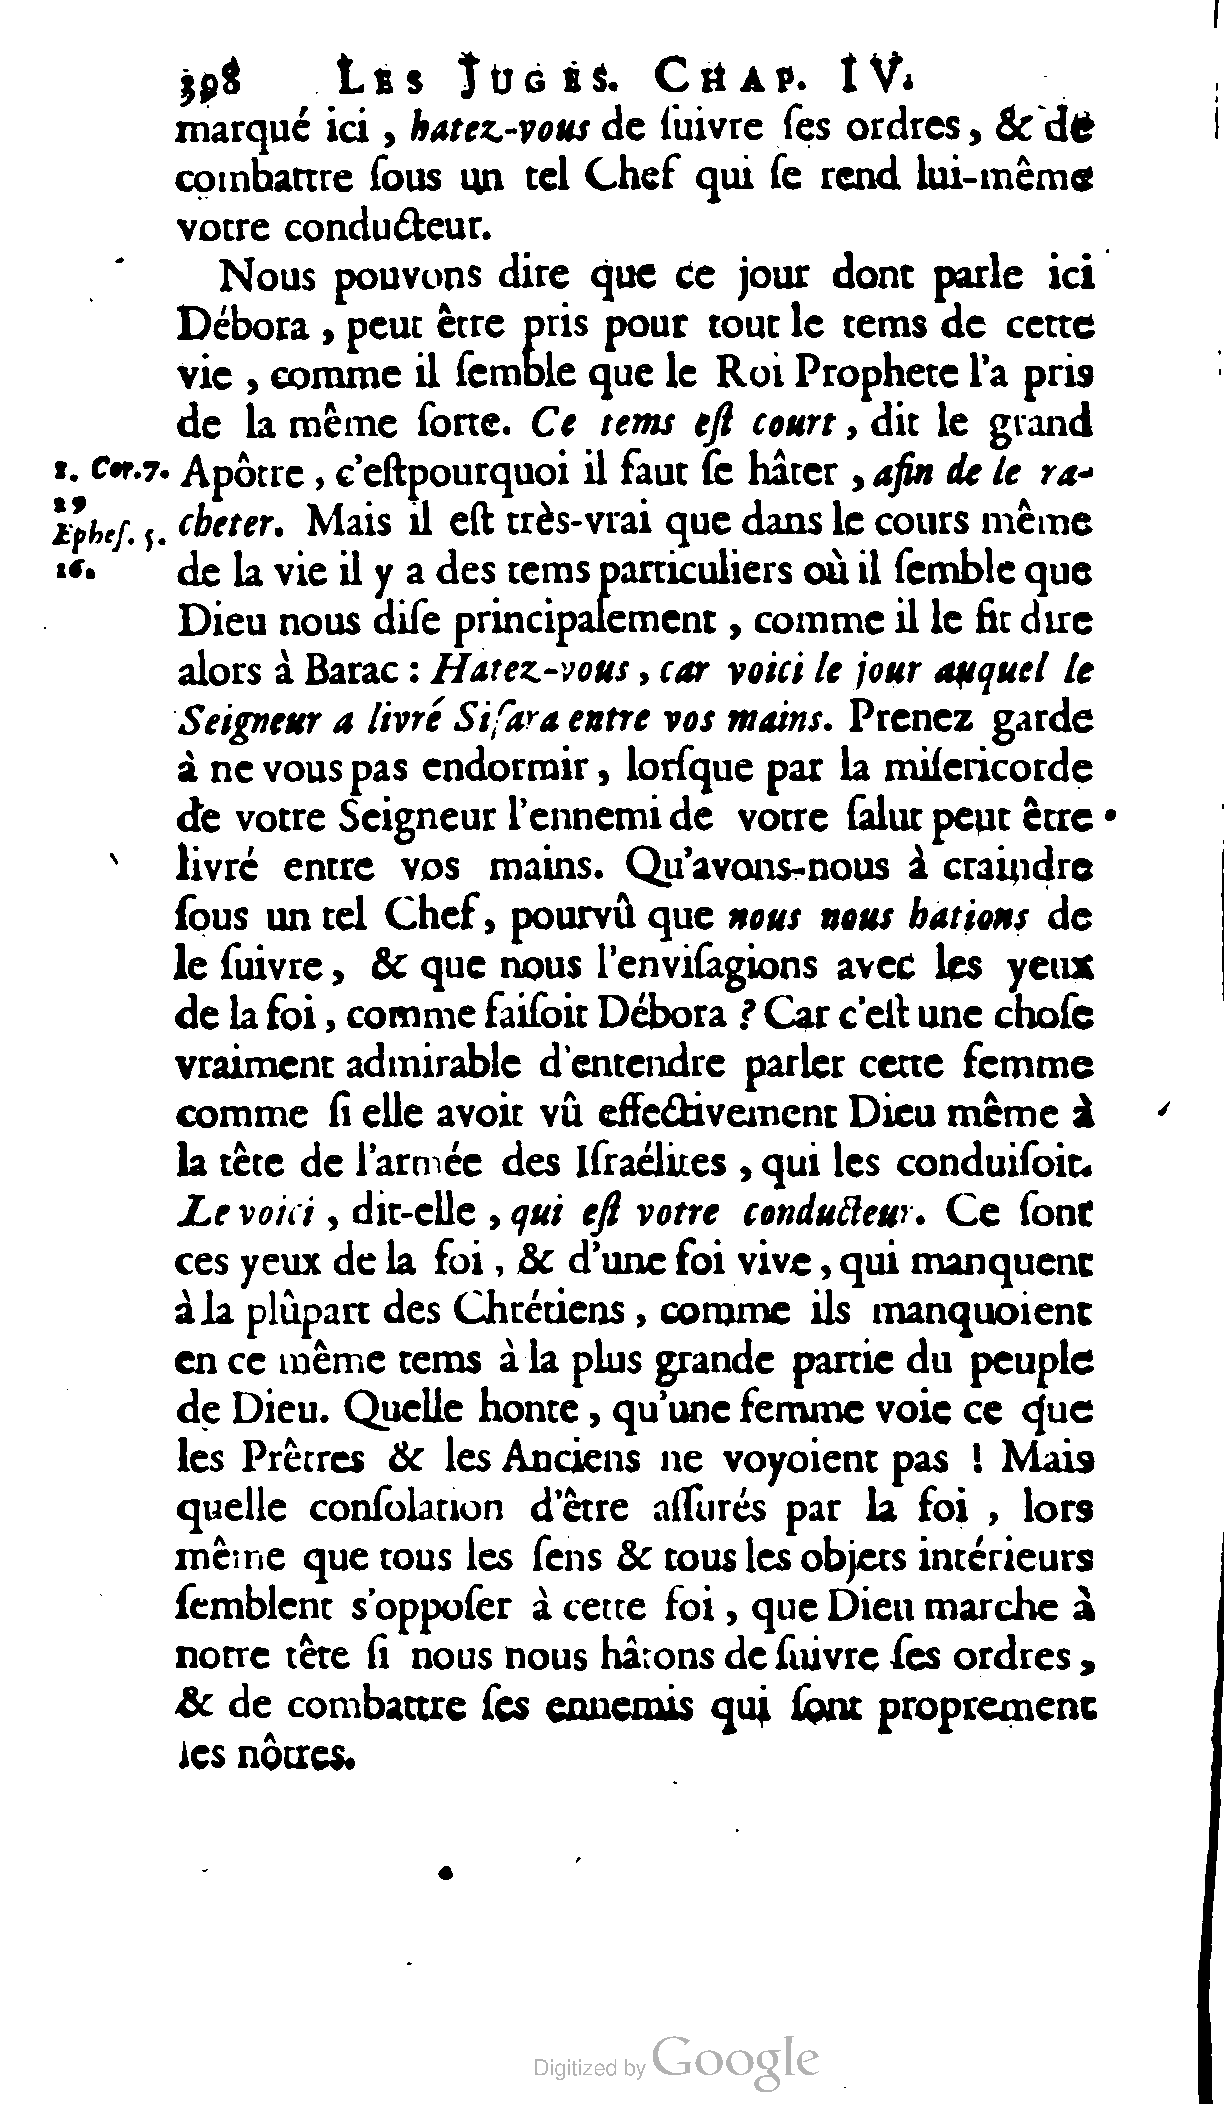 398 LES JUGES. CHAP. IV.
marqué ici , hatez-vous de ſuivre ſes ordres, & de
combattre ſous un tel Chef qui ſe rend lui-même
votre conducteur.
Nous pouvons dire que ce jour dont parle ici
Débora , peut être pris pour tout le tems de cette
vie , comme il ſemble que le Roi Prophete l'a pris
de la même ſorte. Ce tems eſt court , dit le grand
1. Cor.7. Apôtre , c'eſtpourquoi il faut ſe hâter , afin de le ra-
29
Epheſ. 5. cheter. Mais il eſt très-vrai que dans le cours même
16. de la vie il y a des tems particuliers où il ſemble que
Dieu nous diſe principalement , comme il le fit dire
alors à Barac : Hatez-vous , car voici le jour auquel le
Seigneur a livré Siſara entre vos mains. Prenez garde
à ne vous pas endormir , lorſque par la miſericorde
de votre Seigneur l'ennemi de votre ſalut peut être
livré entre vos mains. Qu'avons-nous à craindre
ſous un tel Chef, pourvû que nous nous hâtions de
le ſuivre , & que nous l'enviſagions avec les yeux
de la foi , comme faiſoit Débora ? Car c'eſt une choſe
vraiment admirable d'entendre parler cette femme
comme ſi elle avoit vû effectivement Dieu même à
la tête de l'armée des Iſraélites , qui les conduiſoit.
Le voici , dit-elle , qui eſt votre conducteur. Ce ſont
ces yeux de la foi , & d'une foi vive , qui manquent
à la plûpart des Chrétiens , comme ils manquoient
en ce même tems à la plus grande partie du peuple
de Dieu. Quelle honte , qu'une femme voie ce que
les Prêtres & les Anciens ne voyoient pas ! Mais
quelle conſolation d'être aſſurés par la foi , lors
même que tous les ſens & tous les objets intérieurs
ſemblent s'oppoſer à cette foi , que Dieu marche à
notre tête ſi nous nous hâtons de ſuivre ſes ordres ,
& de combattre ſes ennemis qui ſont proprement
les nôtres.
Digitized by Google